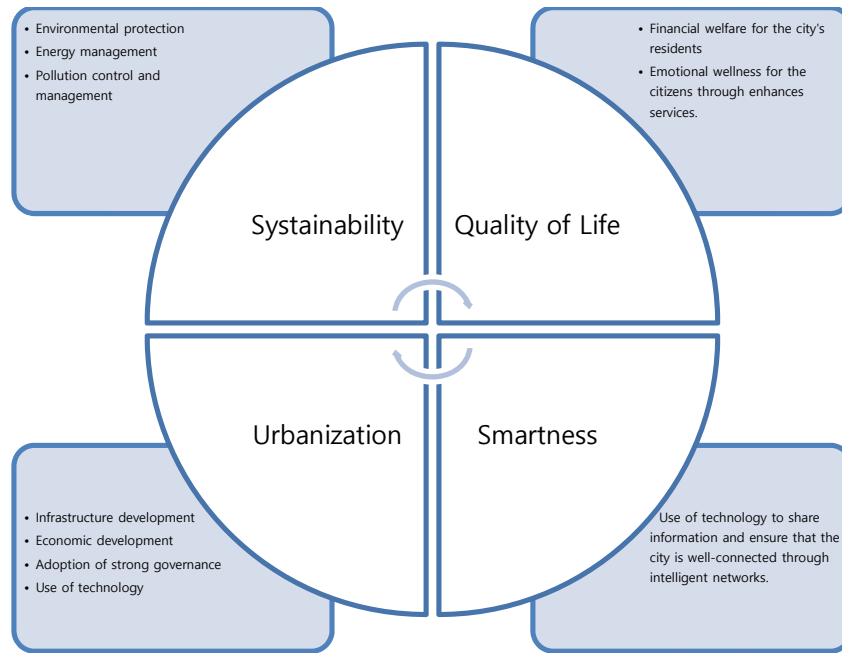 • Environmental protection
• Energy management
• Pollution control and
management
• Financial welfare for the city's
residents
• Emotional wellness for the
citizens through enhances
services.
Systainability
Quality of Life
Urbanization
Smartness
• Infrastructure development
• Economic development
• Adoption of strong governance
• Use of technology
Use of technology to share
information and ensure that the
city is well-connected through
intelligent networks.